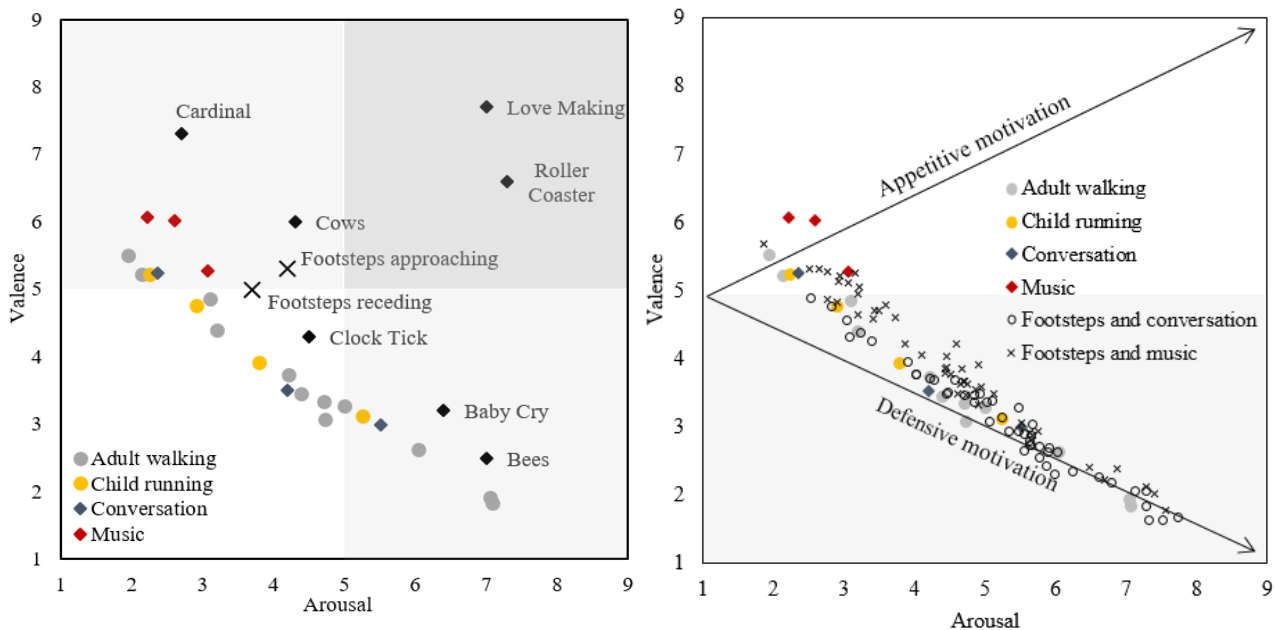 9
8
7
6
5
4
3
2
1
Valence
1 2 3 4 5 6 7 8 9
Arousal
Cardinal
Love Making
Roller
Coaster
Cows
Footsteps approaching
Footsteps receding
Clock Tick
Baby Cry
Bees
Adult walking
Child running
Conversation
Music
9
8
7
6
5
4
3
2
1
Valence
1 2 3 4 5 6 7 8 9
Arousal
Appetitive motivation
Adult walking
Child running
Conversation
Music
Footsteps and conversation
Footsteps and music
Defensive motivation